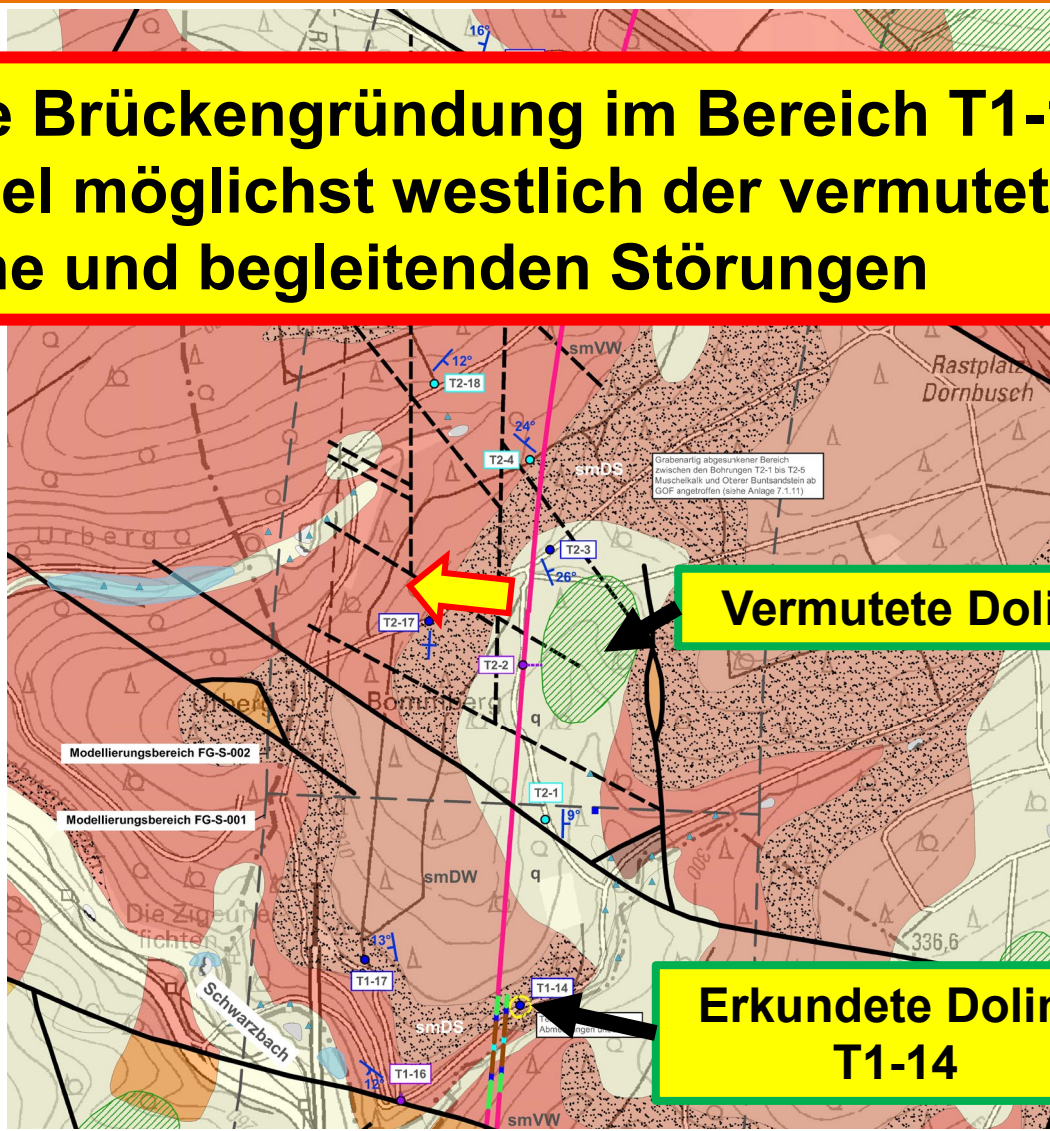 16°
e Brückengründung im Bereich T1-
el möglichst westlich der vermutet
ne und begleitenden Störungen
smVW
12°
T2-18
Rastplatz
Dornbusch
24°
T2-4
smDS
Grabenartig abgesunkener Bereich
zwischen den Bohrungen T2-1 bis T2-5
Muschelkalk und Oberer Buntsandstein ab
GOF angetroffen (siehe Anlage 7.1.11)
Urberg
T2-3
26°
Vermutete Doli
T2-17
T2-2
Urberg
Bommberg
q
Modellierungsbereich FG-S-002
T2-1
Modellierungsbereich FG-S-001
9°
smDW
q
300
Die Zigeuner
fichten
336,6
13°
T1-17
T1-14
Schwarzbach
smDS
Erkundete Dolin
T1-14
T1-16
12°
smVW